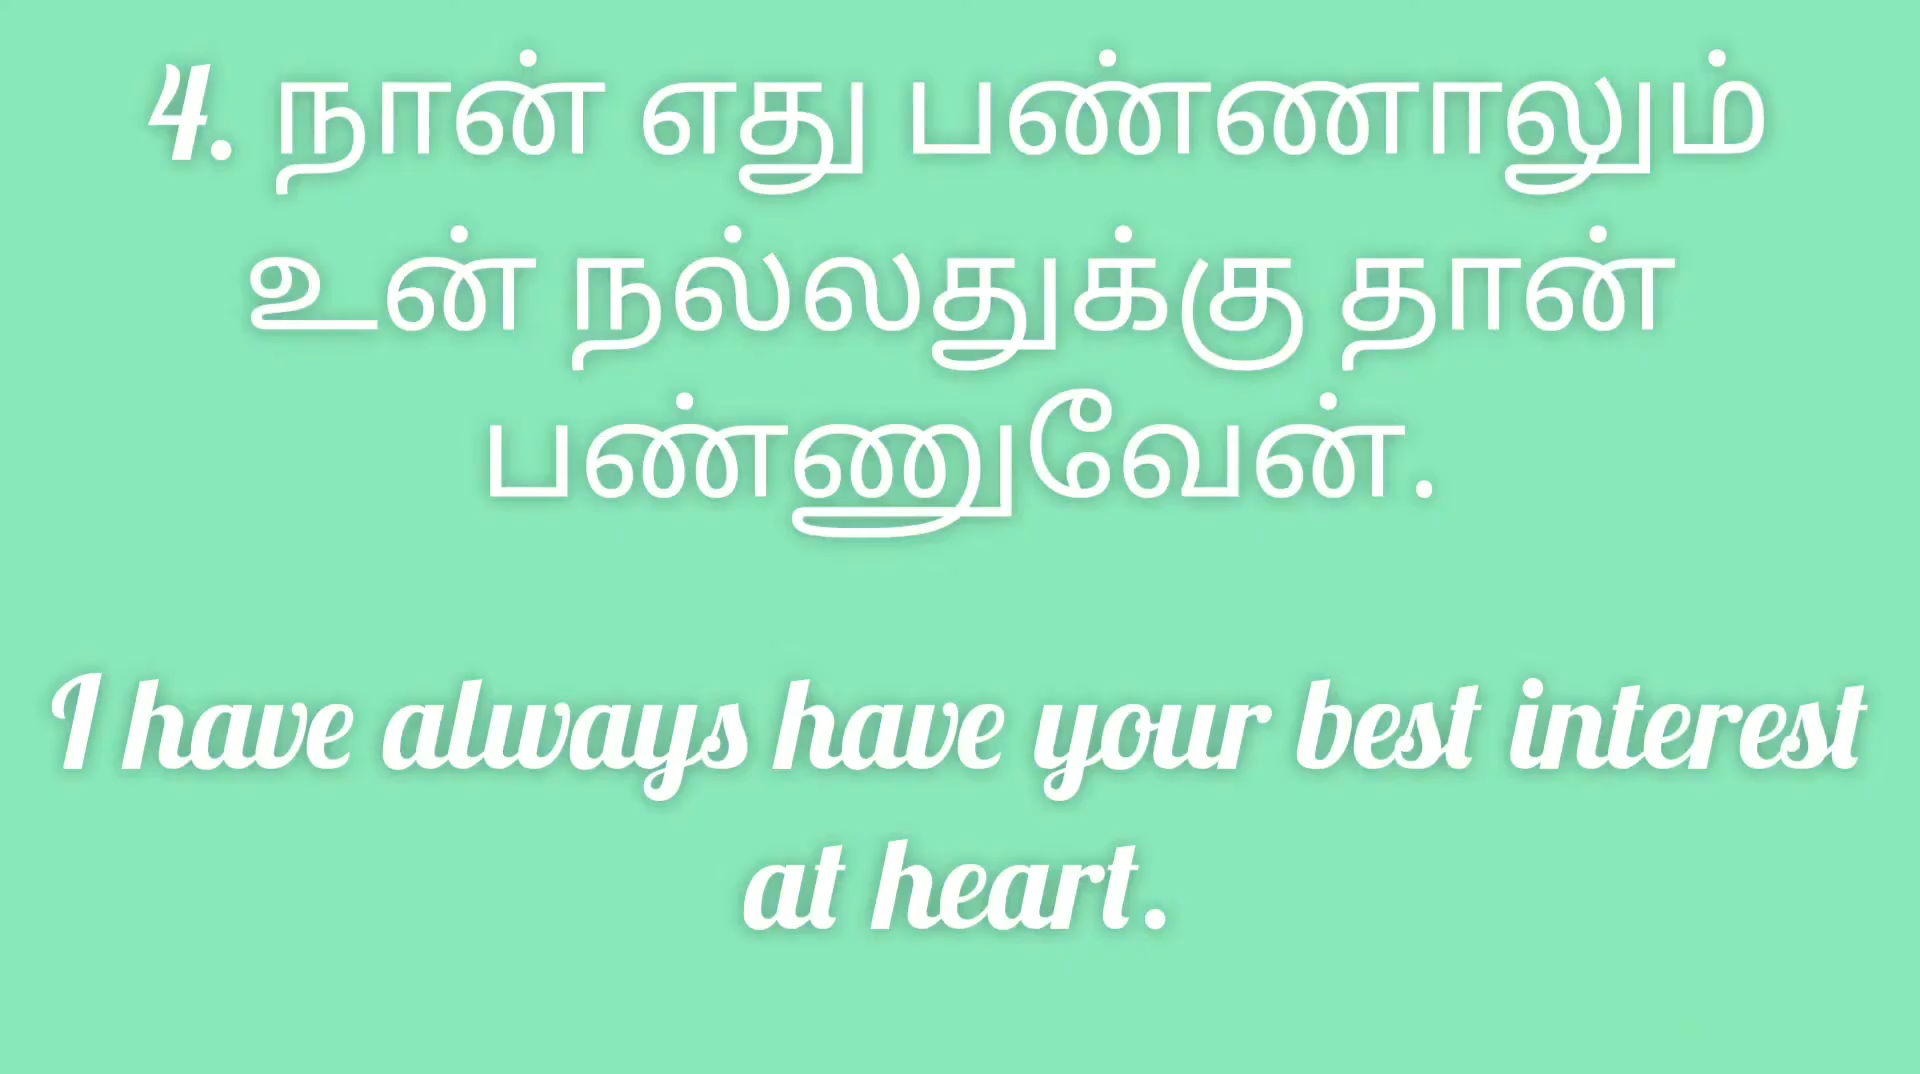 4. நான் எது பண்ணாலும்
உன் நல்லதுக்கு தான்
பண்ணுவேன்.
I have always have your best interest
at heart.